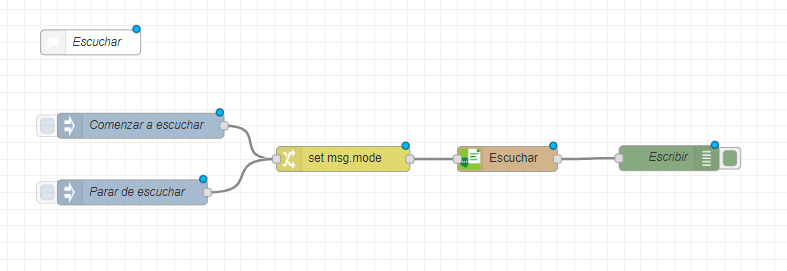 Escuchar
Comenzar a escuchar
set msg.mode
Escuchar
Escribir
Parar de escuchar